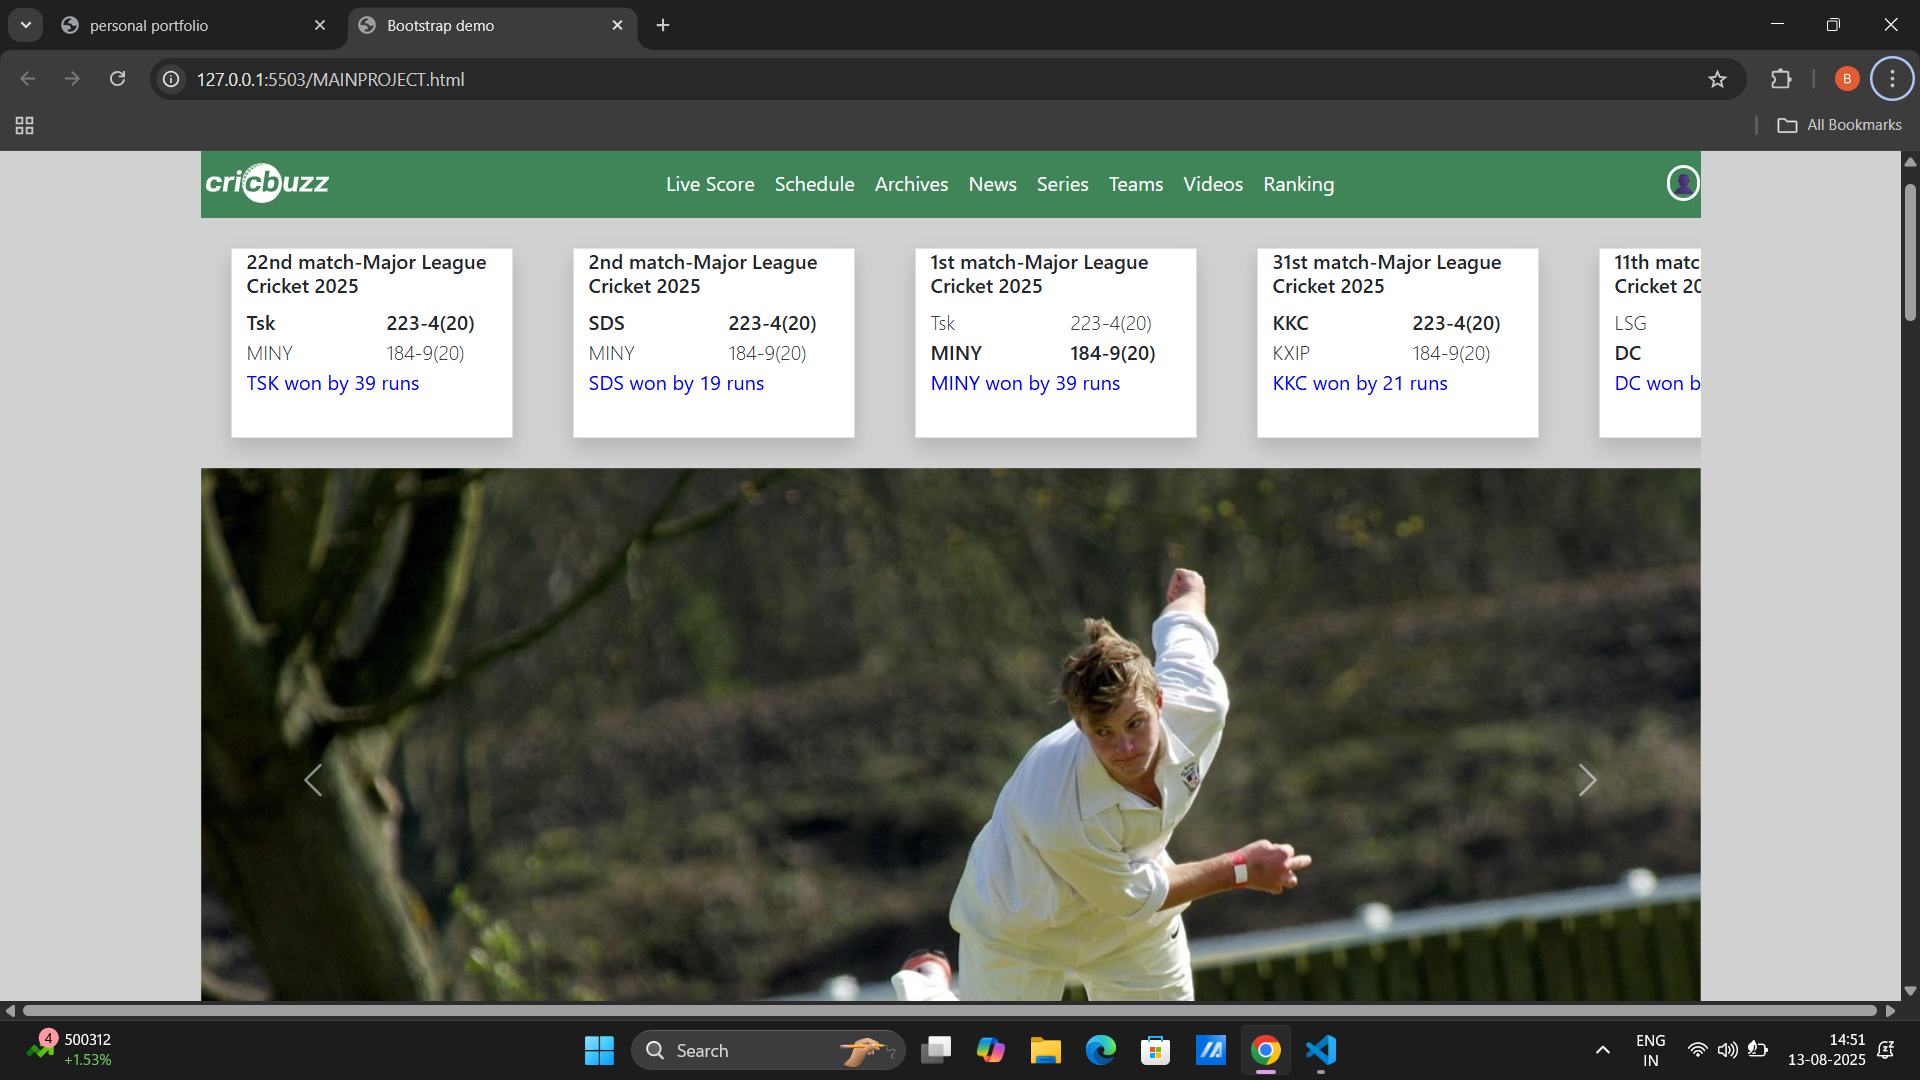 personal portfolio
Bootstrap demo
127.0.0.1:5503/MAINPROJECT.html
B
All Bookmarks
cricbuzz
Live Score Schedule Archives News Series Teams Videos Ranking
22nd match-Major League
Cricket 2025
Tsk 223-4(20)
MINY 184-9(20)
TSK won by 39 runs
2nd match-Major League
Cricket 2025
SDS 223-4(20)
MINY 184-9(20)
SDS won by 19 runs
1st match-Major League
Cricket 2025
Tsk 223-4(20)
MINY 184-9(20)
MINY won by 39 runs
31st match-Major League
Cricket 2025
KKC 223-4(20)
KXIP 184-9(20)
KKC won by 21 runs
11th matc
Cricket 20
LSG
DC
DC won b
4
500312
+1.53%
Search
ENG
IN
14:51
13-08-2025